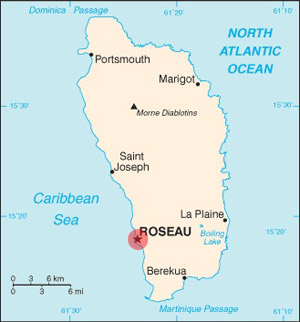 Dominica Passage
61°20'
NORTH
ATLANTIC
OCEAN
Portsmouth
Marigot
15°30'
15°30'
Morne Diablotins
Saint
Joseph
Caribbean
Sea
15°20'
La Plaine
15°20'
ROSEAU
Boiling
Lake
Berekua
0 3 6 km
0 3 6 mi
Martinique Passage
61°30'
61°20'